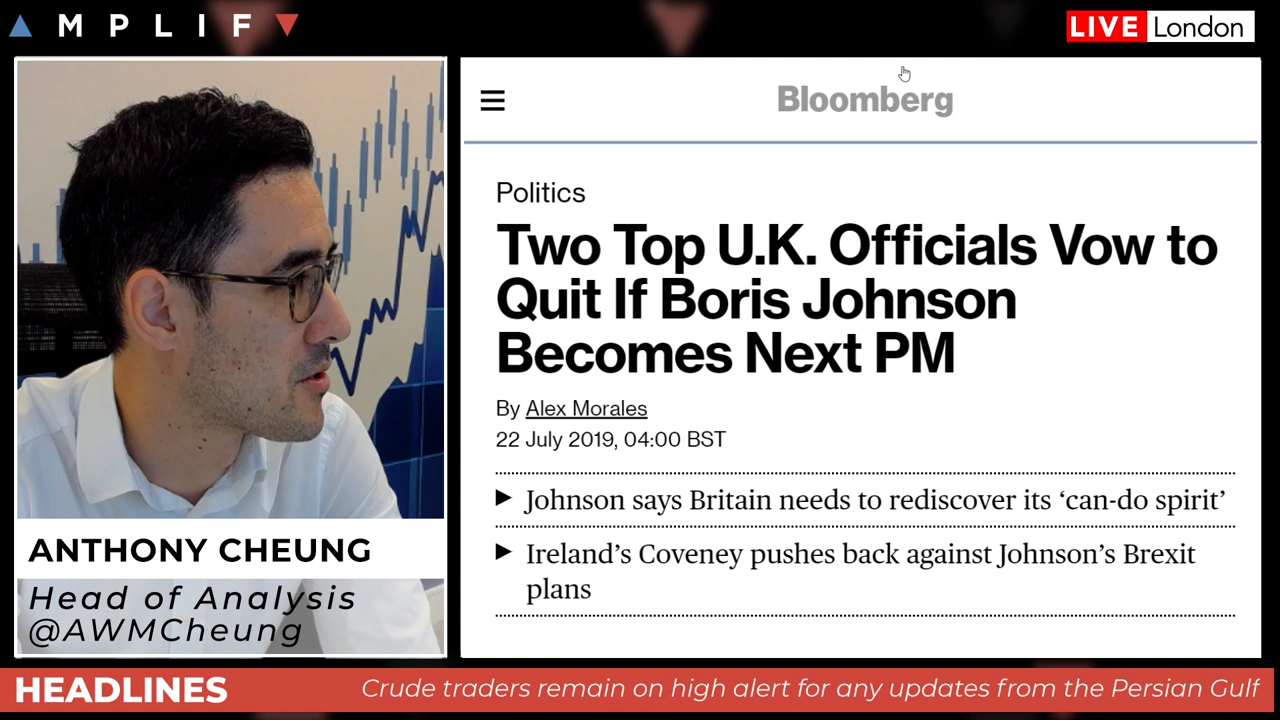 AMPLIFY
LIVE London
Bloomberg
Politics
Two Top U.K. Officials Vow to
Quit If Boris Johnson
Becomes Next PM
By Alex Morales
22 July 2019, 04:00 BST
Johnson says Britain needs to rediscover its ‘can-do spirit’
Ireland’s Coveney pushes back against Johnson’s Brexit
plans
ANTHONY CHEUNG
Head of Analysis
@AWMCheung
HEADLINES
Crude traders remain on high alert for any updates from the Persian Gulf